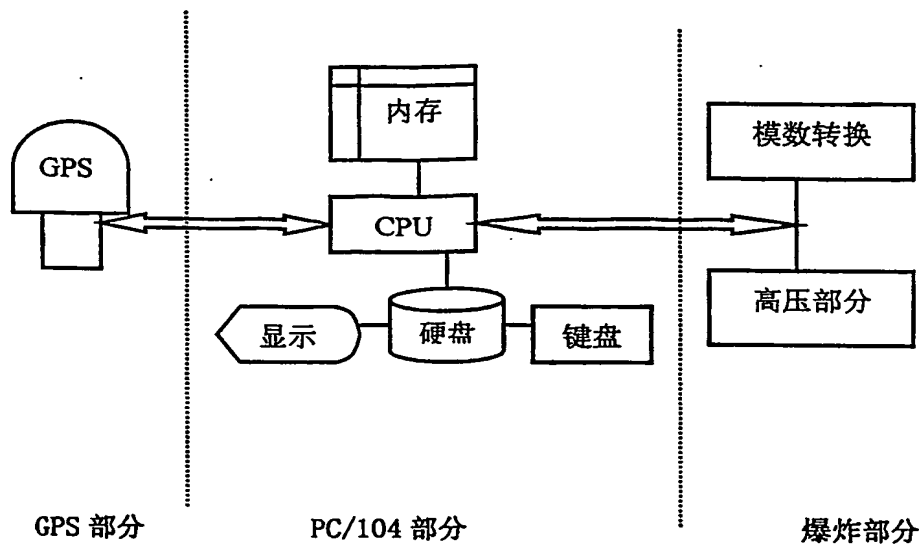 内存
模数转换
GPS
CPU
高压部分
显示
硬盘
键盘
GPS 部分
PC/104 部分
爆炸部分